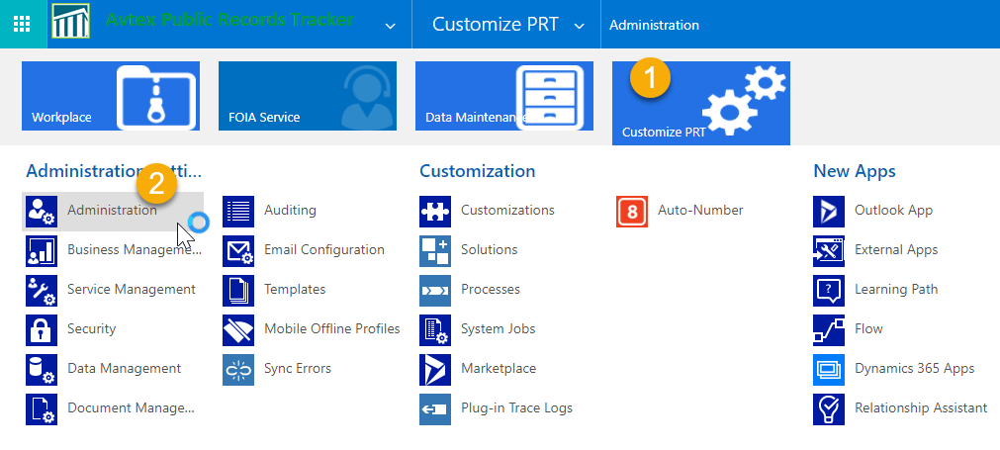 Avtex Public Records Tracker
Customize PRT
Administration
Workplace
FOIA Service
Data Maintenance
1
Customize PRT
Administration
tti...
2
Administration
Business Manageme...
Service Management
Security
Data Management
Document Manage...
Auditing
Email Configuration
Templates
Mobile Offline Profiles
Sync Errors
Customization
Customizations
Solutions
Processes
System Jobs
Marketplace
Plug-in Trace Logs
8
Auto-Number
New Apps
Outlook App
External Apps
Learning Path
?
Flow
Dynamics 365 Apps
Relationship Assistant